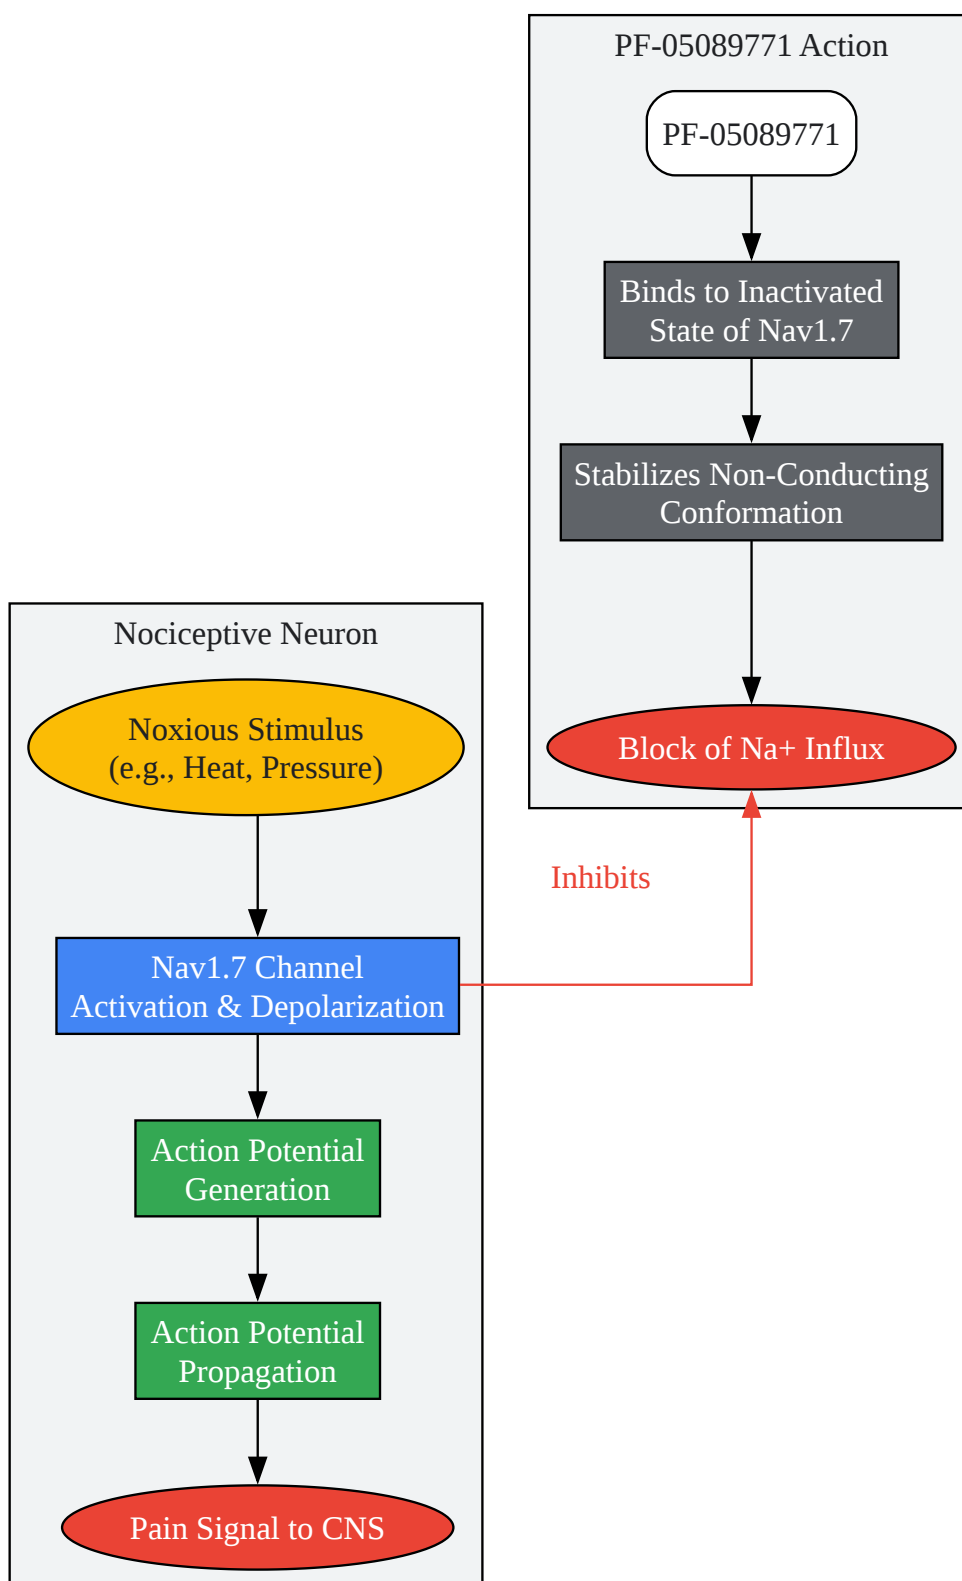 PF-05089771 Action
PF-05089771
Binds to Inactivated
State of Nav1.7
Stabilizes Non-Conducting
Conformation
Block of Na+ Influx
Inhibits
Nociceptive Neuron
Noxious Stimulus
(e.g., Heat, Pressure)
Nav1.7 Channel
Activation & Depolarization
Action Potential
Generation
Action Potential
Propagation
Pain Signal to CNS